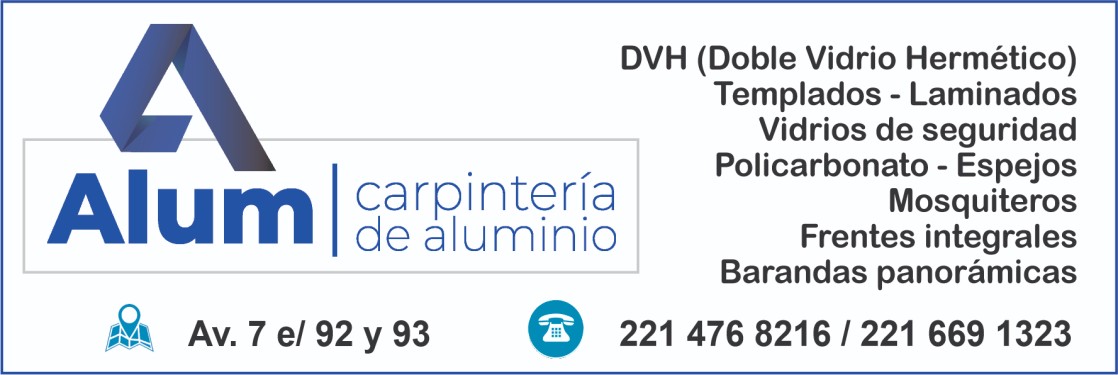 Alum
carpintería
de aluminio
DVH (Doble Vidrio Hermético)
Templados - Laminados
Vidrios de seguridad
Policarbonato - Espejos
Mosquiteros
Frentes integrales
Barandas panorámicas
Av. 7 e/ 92 y 93
221 476 8216 / 221 669 1323